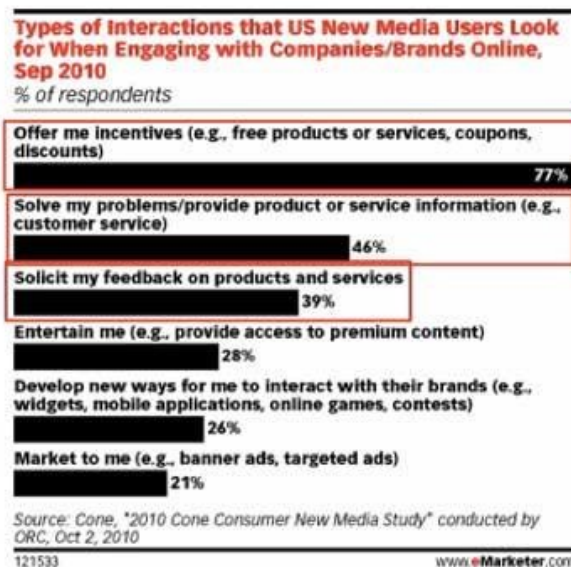 Types of Interactions that US New Media Users Look
for When Engaging with Companies/Brands Online,
Sep 2010
% of respondents
Offer me incentives (e.g., free products or services, coupons,
discounts)
77%
Solve my problems/provide product or service information (e.g.,
customer service)
46%
Solicit my feedback on products and services
39%
Entertain me (e.g., provide access to premium content)
28%
Develop new ways for me to interact with their brands (e.g.,
widgets, mobile applications, online games, contests)
26%
Market to me (e.g., banner ads, targeted ads)
21%
Source: Cone, "2010 Cone Consumer New Media Study" conducted by
ORC, Oct 2, 2010
121533 www.eMarketer.com